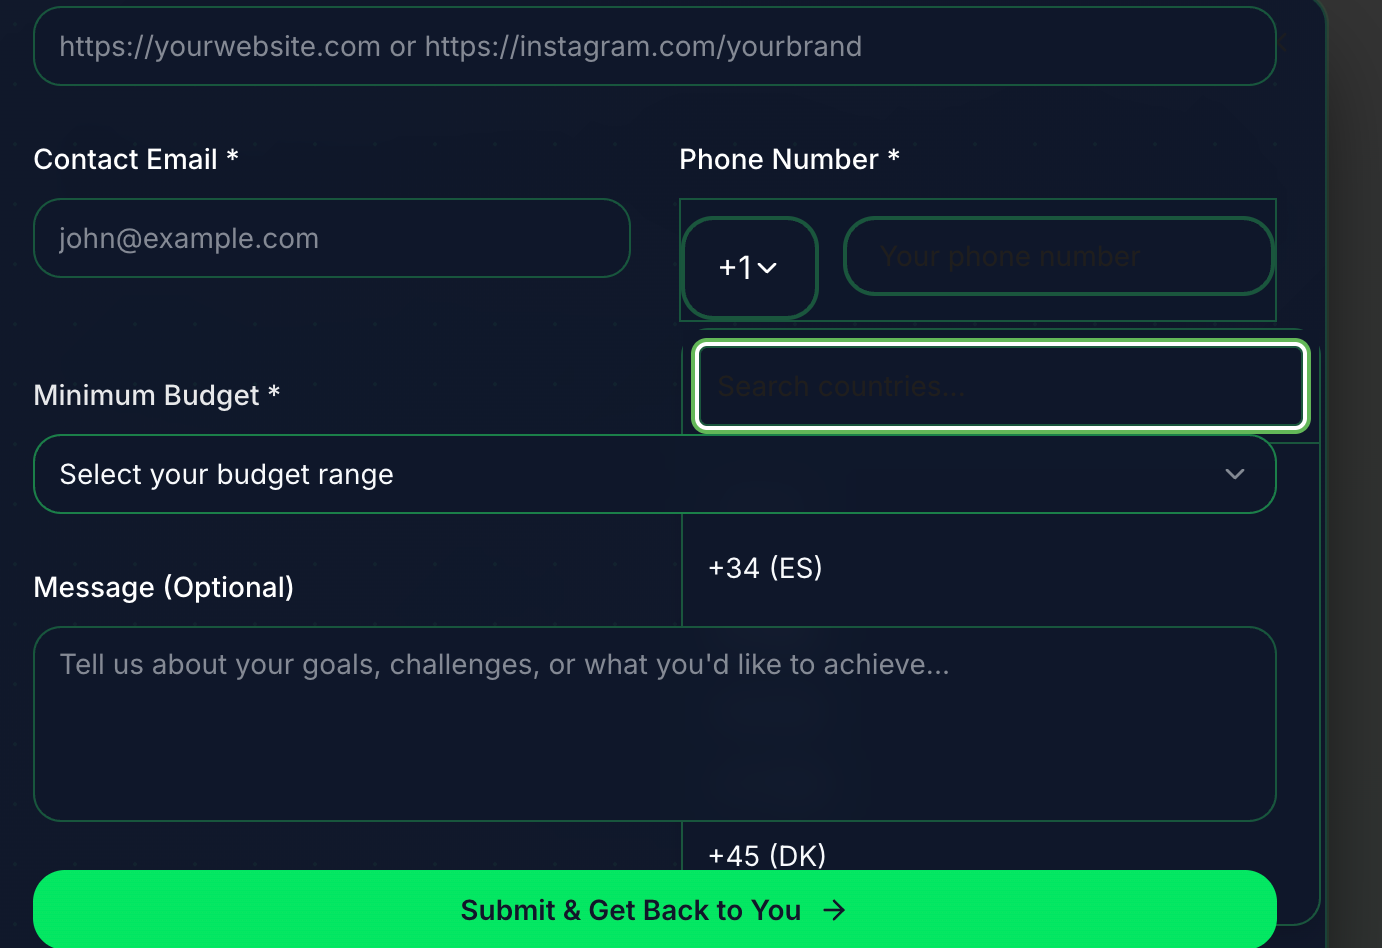 https://yourwebsite.com or https://instagram.com/yourbrand
Contact Email *
Phone Number *
john@example.com
+1
Your phone number
Search countries...
Minimum Budget *
Select your budget range
+34 (ES)
Message (Optional)
Tell us about your goals, challenges, or what you'd like to achieve...
+45 (DK)
Submit & Get Back to You →